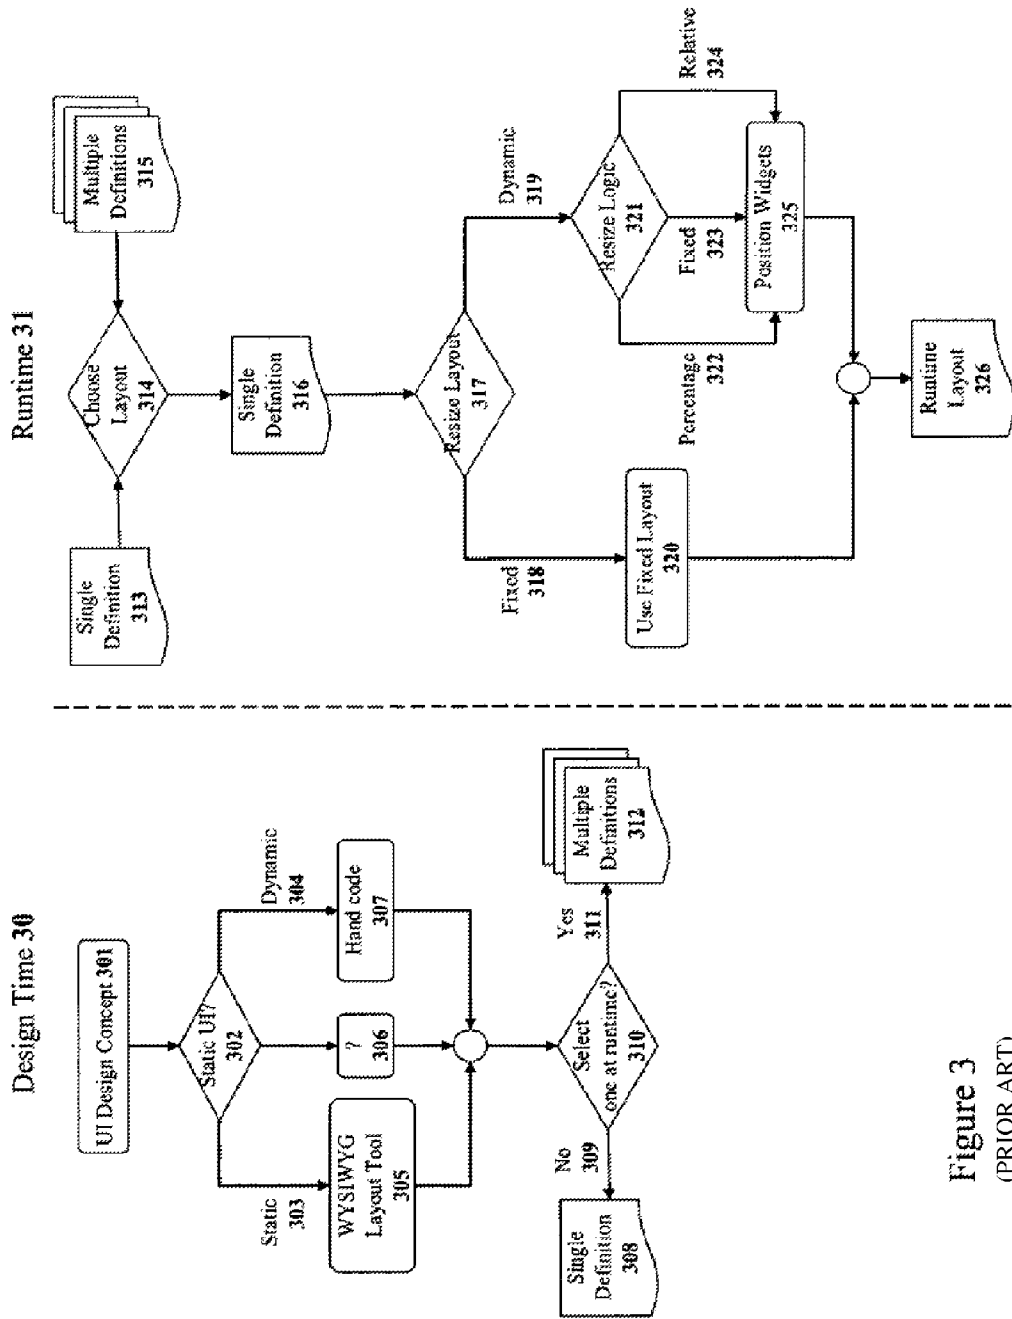 Design Time 30
UI Design Concept 301
Static UI?
302
Static
303
Dynamic
304
WYSIWYG
Layout Tool
305
?
306
Hand code
307
Select
one at runtime?
310
No
309
Yes
311
Single
Definition
308
Multiple
Definitions
312
Figure 3
(PRIOR ART)
Runtime 31
Single
Definition
313
Choose
Layout
314
Multiple
Definitions
315
Single
Definition
316
Resize Layout
317
Fixed
318
Dynamic
319
Use Fixed Layout
320
Resize Logic
321
Percentage
322
Fixed
323
Relative
324
Position Widgets
325
Runtime
Layout
326